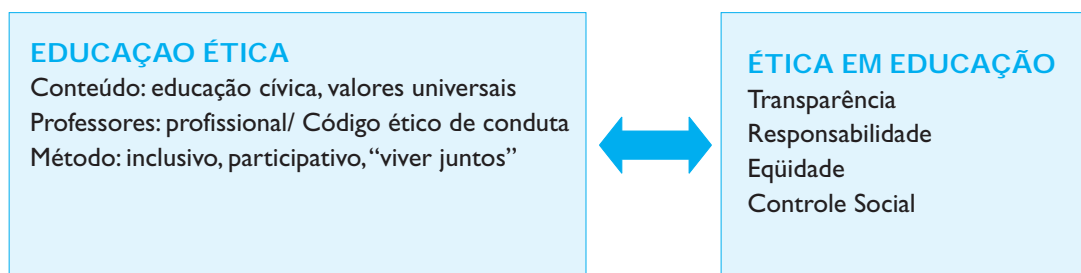 EDUCAÇAO ÉTICA
Conteúdo: educação cívica, valores universais
Professores: profissional/ Código ético de conduta
Método: inclusivo, participativo, “viver juntos”
ÉTICA EM EDUCAÇÃO
Transparência
Responsabilidade
Eqüidade
Controle Social